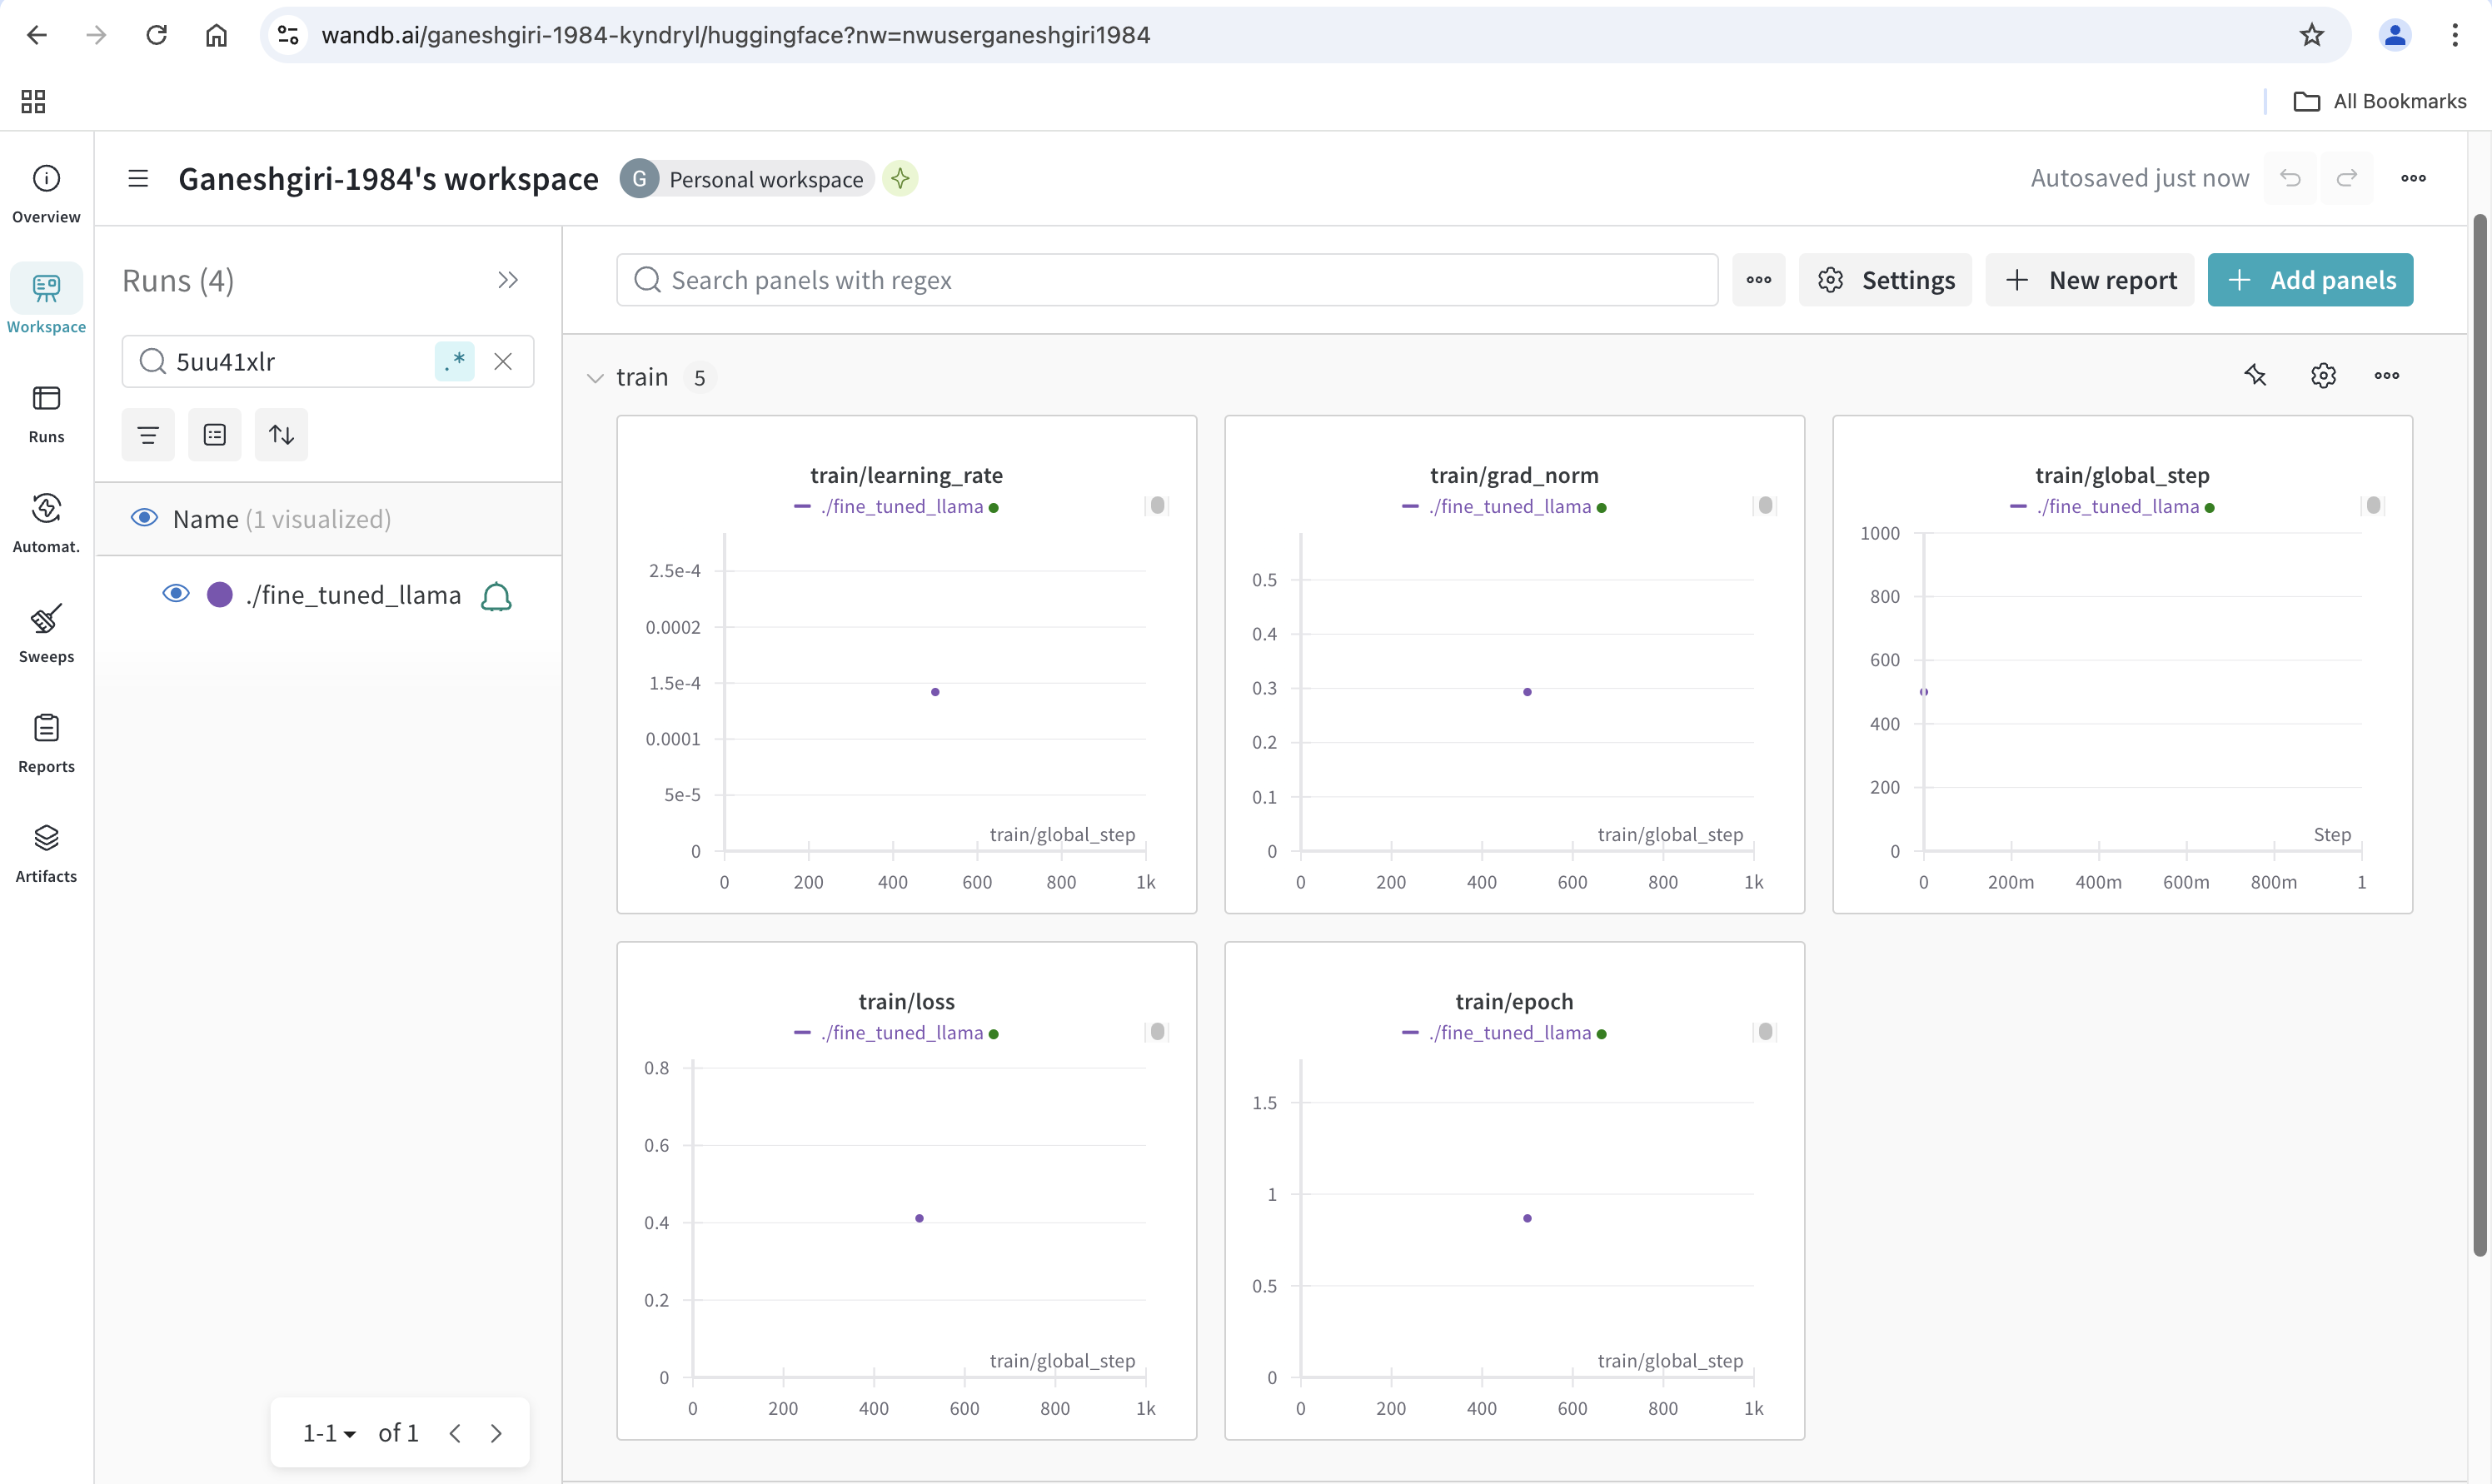 wandb.ai/ganeshgiri-1984-kyndryl/huggingface?nw=nwuserganeshgiri1984
All Bookmarks
Overview
Workspace
Runs
Automat.
Sweeps
Reports
Artifacts
Ganeshgiri-1984's workspace
G Personal workspace
Autosaved just now
Runs (4)
5uu41xlr .*
Name (1 visualized)
./fine_tuned_llama
1-1 of 1
Search panels with regex
Settings
New report
Add panels
train 5
train/learning_rate
./fine_tuned_llama
2.5e-4
0.0002
1.5e-4
0.0001
5e-5
0
train/global_step
0 200 400 600 800 1k
train/grad_norm
./fine_tuned_llama
0.5
0.4
0.3
0.2
0.1
0
train/global_step
0 200 400 600 800 1k
train/global_step
./fine_tuned_llama
1000
800
600
400
200
0
Step
0 200m 400m 600m 800m 1
train/loss
./fine_tuned_llama
0.8
0.6
0.4
0.2
0
train/global_step
0 200 400 600 800 1k
train/epoch
./fine_tuned_llama
1.5
1
0.5
0
train/global_step
0 200 400 600 800 1k